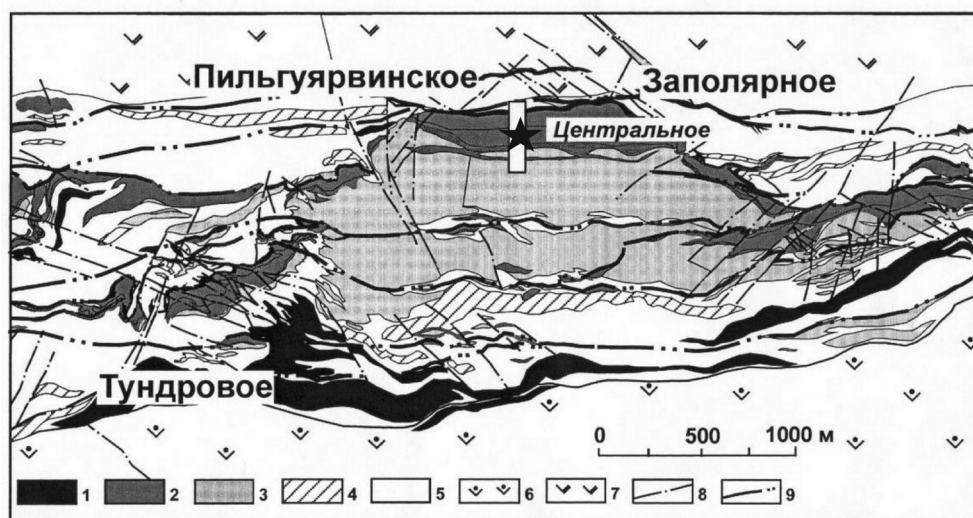 Пильгуярвинское
Заполярное
Центральное
Тундровое
0 500 1000 м
1 2 3 4 5 6 7 8 9